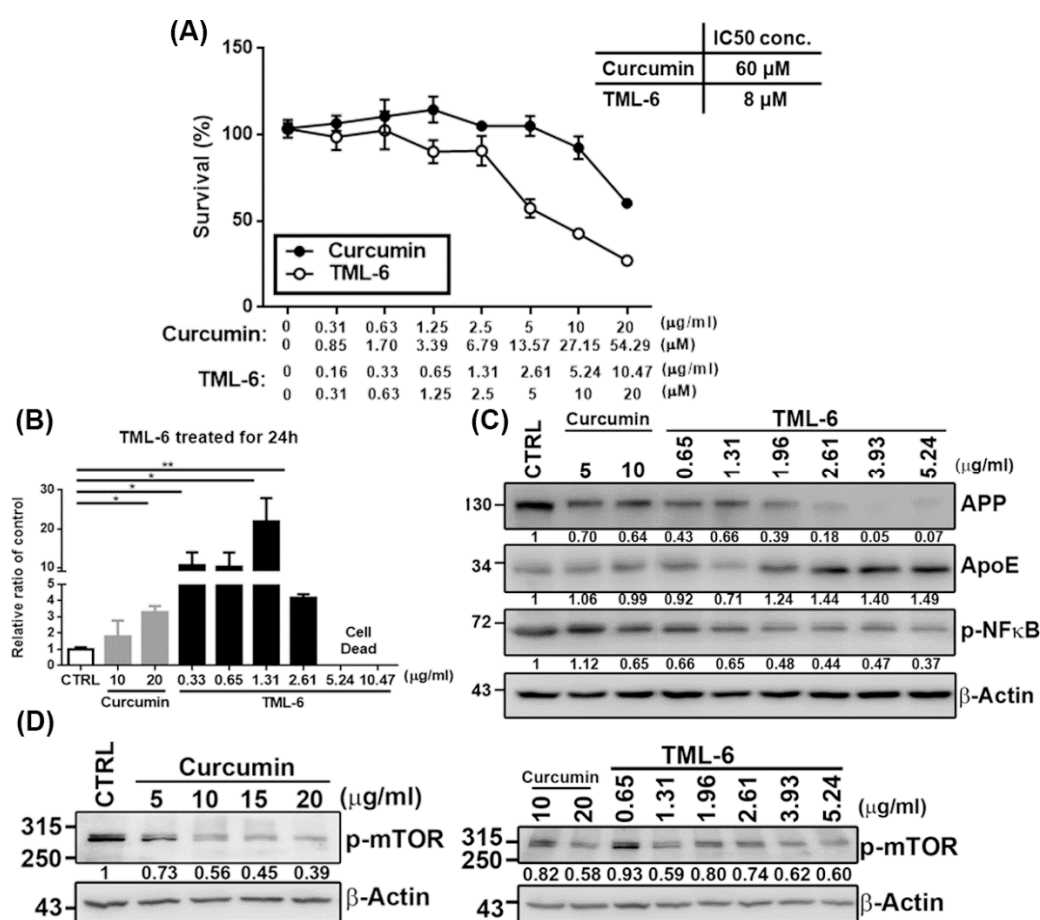 (A)
150
100
50
0
Survival (%)
IC50 conc.
Curcumin 60 µM
TML-6 8 µM
Curcumin
TML-6
Curcumin: 0 0.31 0.63 1.25 2.5 5 10 20 (µg/ml)
0 0.85 1.70 3.39 6.79 13.57 27.15 54.29 (µM)
TML-6: 0 0.16 0.33 0.65 1.31 2.61 5.24 10.47 (µg/ml)
0 0.31 0.63 1.25 2.5 5 10 20 (µM)
(B)
TML-6 treated for 24h
**
*
*
*
Relative ratio of control
30
20
10
5
4
3
2
1
0
Cell
Dead
CTRL 10 20 0.33 0.65 1.31 2.61 5.24 10.47 (µg/ml)
Curcumin TML-6
(C)
CTRL Curcumin TML-6
5 10 0.65 1.31 1.96 2.61 3.93 5.24 (µg/ml)
130 APP
1 0.70 0.64 0.43 0.66 0.39 0.18 0.05 0.07
34 ApoE
1 1.06 0.99 0.92 0.71 1.24 1.44 1.40 1.49
72 p-NFκB
1 1.12 0.65 0.66 0.65 0.48 0.44 0.47 0.37
43 β-Actin
(D)
CTRL Curcumin
5 10 15 20 (µg/ml)
315
250
p-mTOR
1 0.73 0.56 0.45 0.39
43 β-Actin
Curcumin TML-6
10 20 0.65 1.31 1.96 2.61 3.93 5.24 (µg/ml)
315
250
p-mTOR
0.82 0.58 0.93 0.59 0.80 0.74 0.62 0.60
43 β-Actin